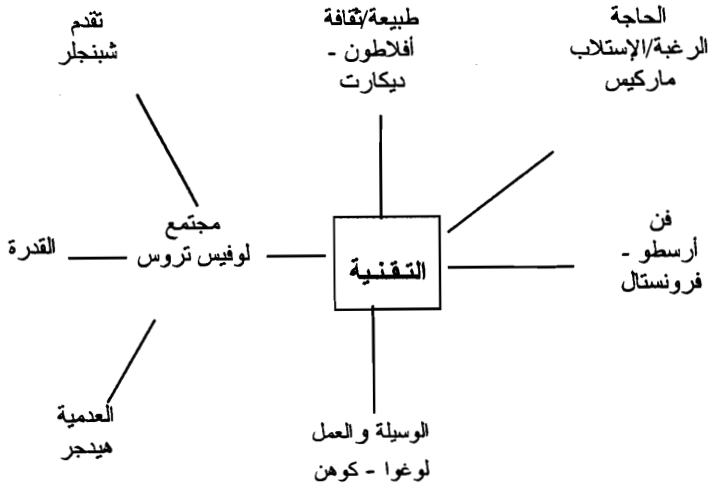 الحاجة
الرغبة/الإستلاب
ماركيس
طبيعة/ثقافة
أفلاطون -
ديكارت
تقدم
شبنجلر
فن
أرسطو -
فرونستال
التقنية
مجتمع
لوفيس تروس
القدرة
الوسيلة والعمل
لوغوا - كوهن
العدمية
هيدجر